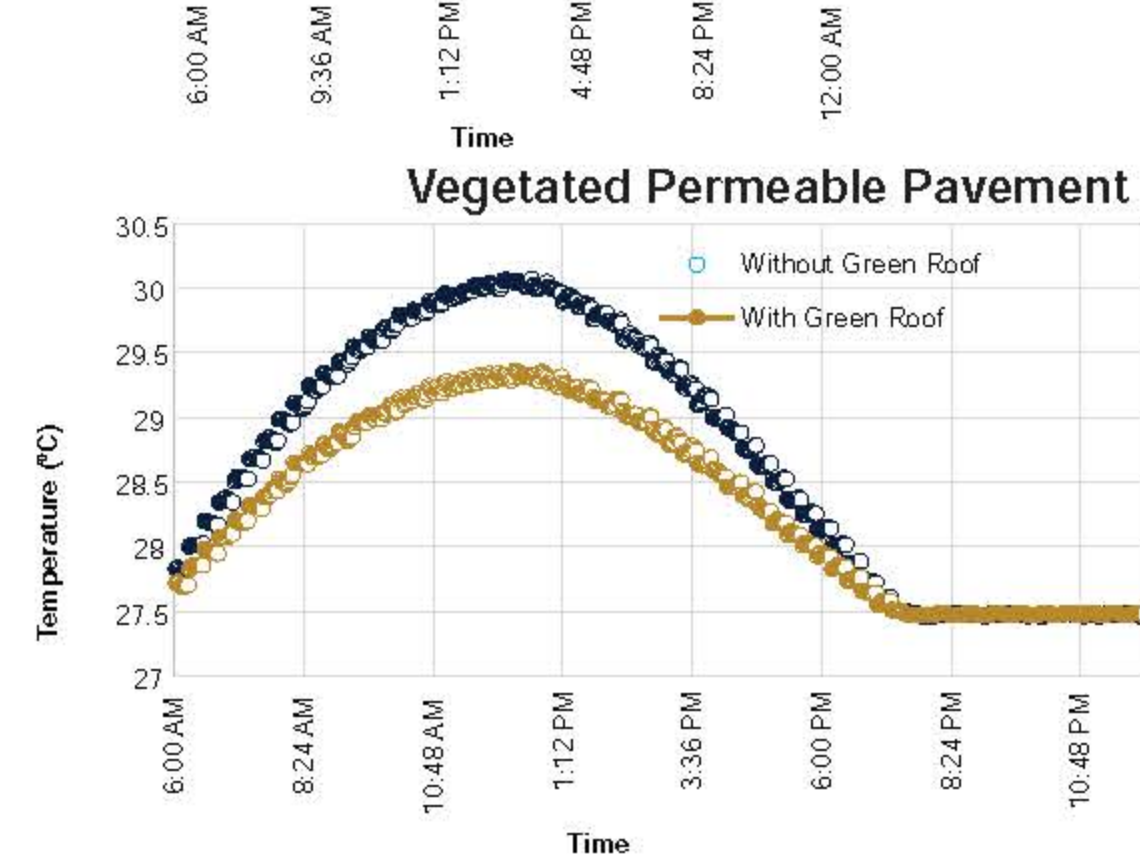 6:00 AM
9:36 AM
1:12 PM
4:48 PM
8:24 PM
12:00 AM
Time
Vegetated Permeable Pavement
30.5
30
29.5
29
28.5
28
27.5
27
Temperature (ºC)
Without Green Roof
With Green Roof
6:00 AM
8:24 AM
10:48 AM
1:12 PM
3:36 PM
6:00 PM
8:24 PM
10:48 PM
Time